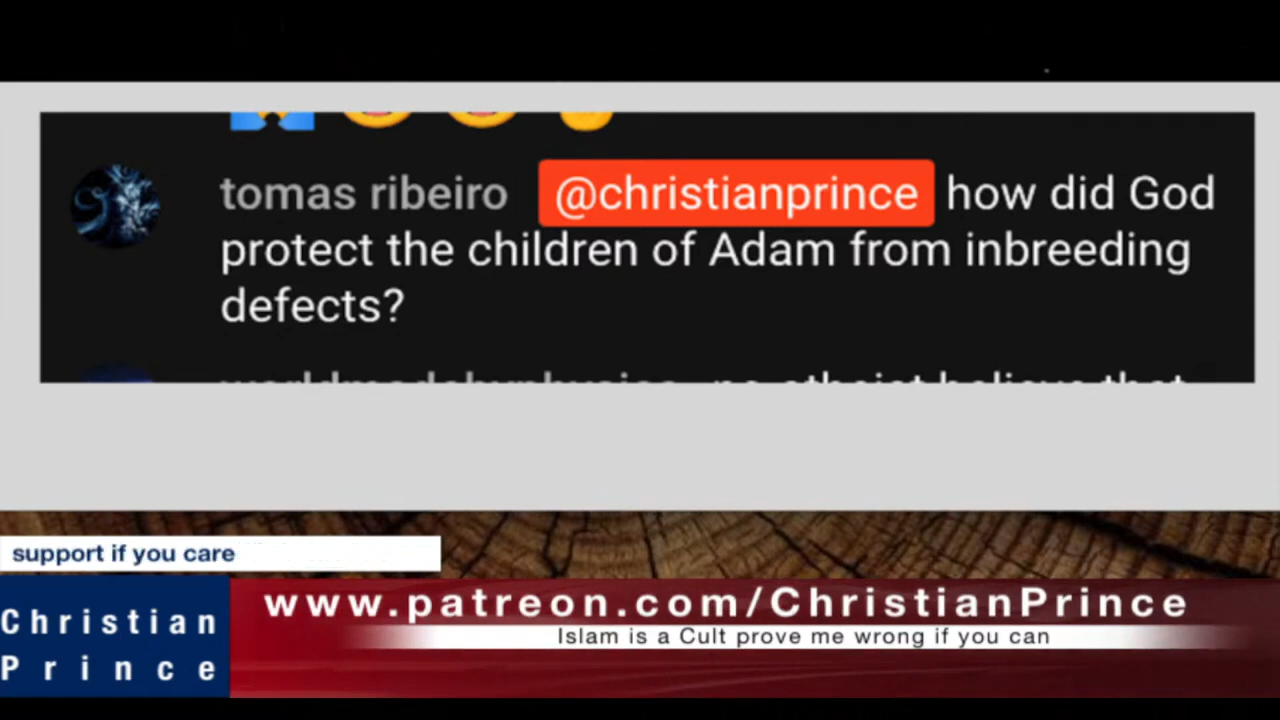 tomas ribeiro @christianprince how did God
protect the children of Adam from inbreeding
defects?
support if you care
www.patreon.com/ChristianPrince
Islam is a Cult prove me wrong if you can
Christian
Prince